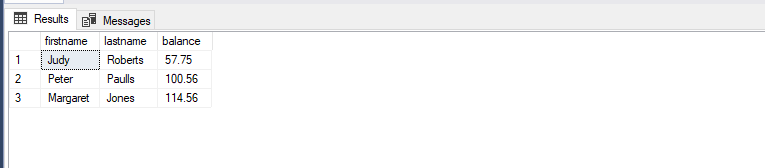 Results Messages
firstname lastname balance
1 Judy Roberts 57.75
2 Peter Paulls 100.56
3 Margaret Jones 114.56